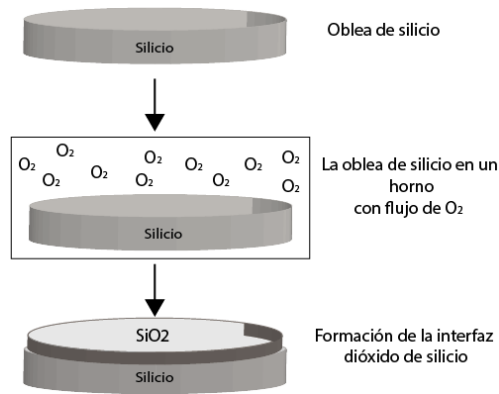 Silicio
Oblea de silicio
O₂ O₂ O₂ O₂ O₂ O₂ O₂ O₂ O₂ O₂ O₂
La oblea de silicio en un
horno
con flujo de O₂
Silicio
SiO2
Silicio
Formación de la interfaz
dióxido de silicio